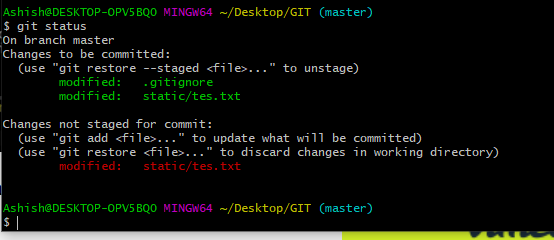 Ashish@DESKTOP-OPV5BQO MINGW64 ~/Desktop/GIT (master)
$ git status
On branch master
Changes to be committed:
  (use "git restore --staged <file>..." to unstage)
        modified:   .gitignore
        modified:   static/tes.txt

Changes not staged for commit:
  (use "git add <file>..." to update what will be committed)
  (use "git restore <file>..." to discard changes in working directory)
        modified:   static/tes.txt

Ashish@DESKTOP-OPV5BQO MINGW64 ~/Desktop/GIT (master)
$